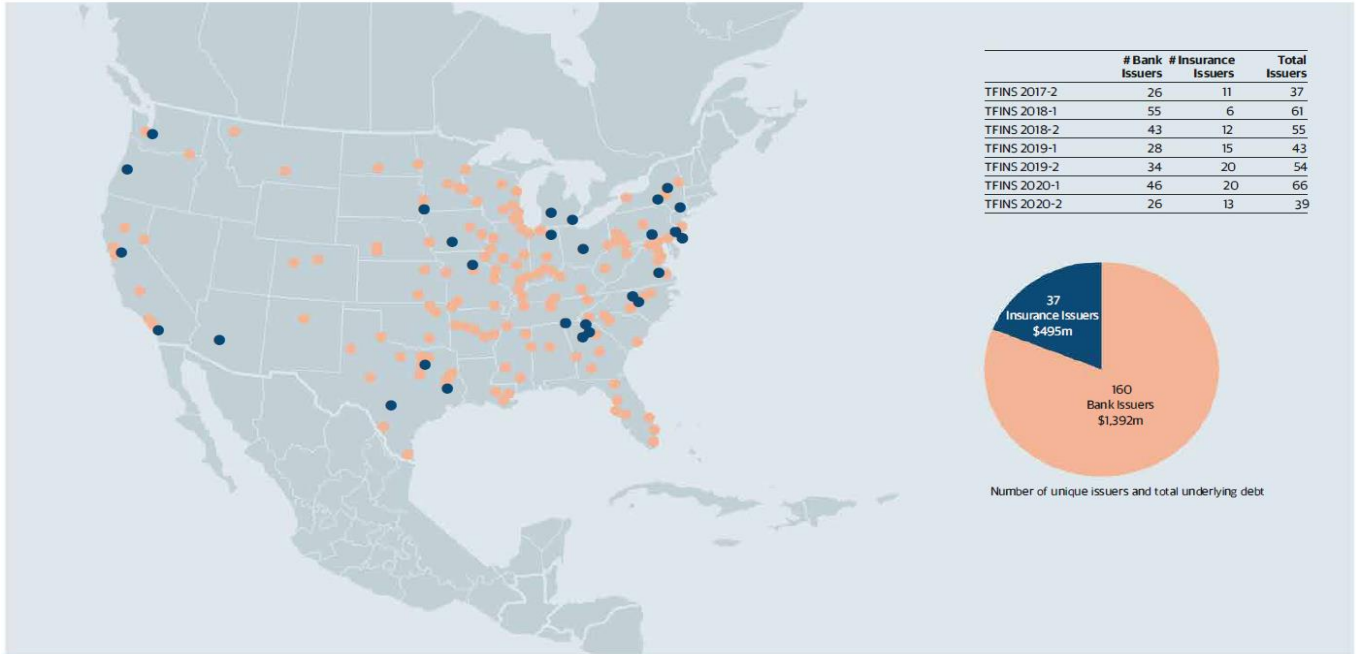 # Bank # Insurance Total
Issuers Issuers Issuers
TFINS 2017-2 26 11 37
TFINS 2018-1 55 6 61
TFINS 2018-2 43 12 55
TFINS 2019-1 28 15 43
TFINS 2019-2 34 20 54
TFINS 2020-1 46 20 66
TFINS 2020-2 26 13 39
37
Insurance Issuers
$495m
160
Bank Issuers
$1,392m
Number of unique issuers and total underlying debt